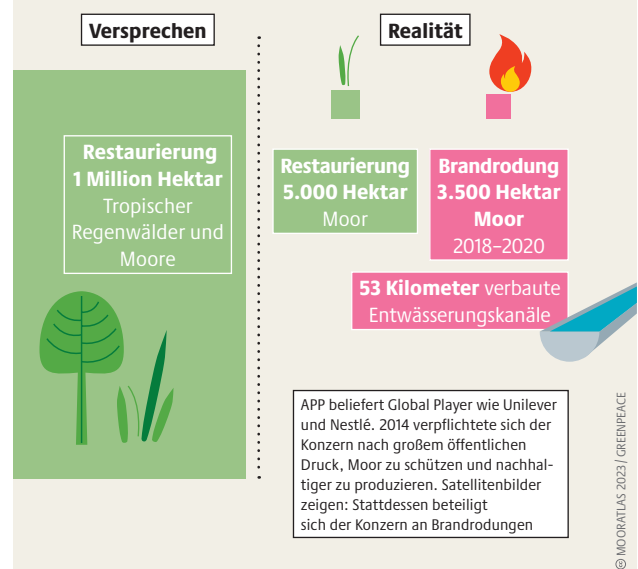 Versprechen
Realität
Restaurierung
1 Million Hektar
Tropischer
Regenwälder und
Moore
Restaurierung
5.000 Hektar
Moor
Brandrodung
3.500 Hektar
Moor
2018–2020
53 Kilometer verbaute
Entwässerungskanäle
APP beliefert Global Player wie Unilever
und Nestlé. 2014 verpflichtete sich der
Konzern nach großem öffentlichen
Druck, Moor zu schützen und nachhal-
tiger zu produzieren. Satellitenbilder
zeigen: Stattdessen beteiligt
sich der Konzern an Brandrodungen
MOORATLAS 2023 / GREENPEACE